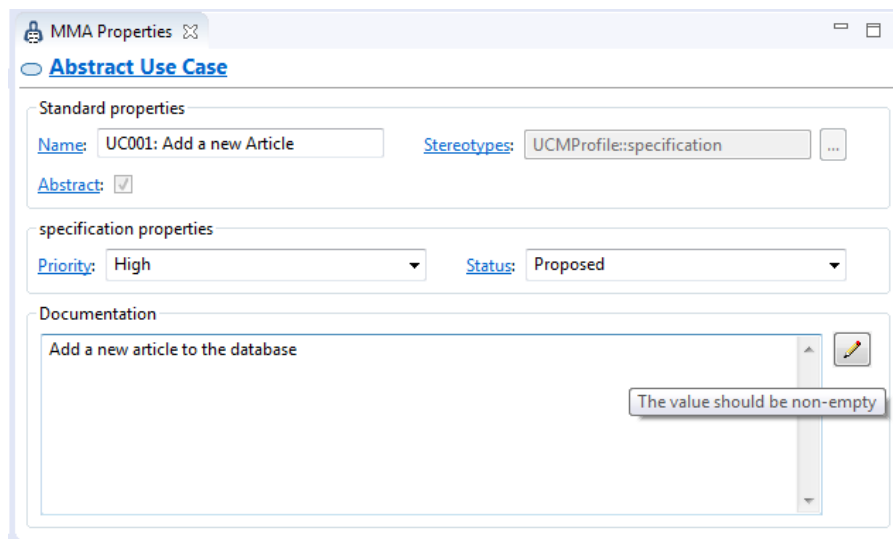 MMA Properties
Abstract Use Case
Standard properties
Name: UC001: Add a new Article Stereotypes: UCMProfile::specification ...
Abstract:
specification properties
Priority: High Status: Proposed
Documentation
Add a new article to the database
The value should be non-empty